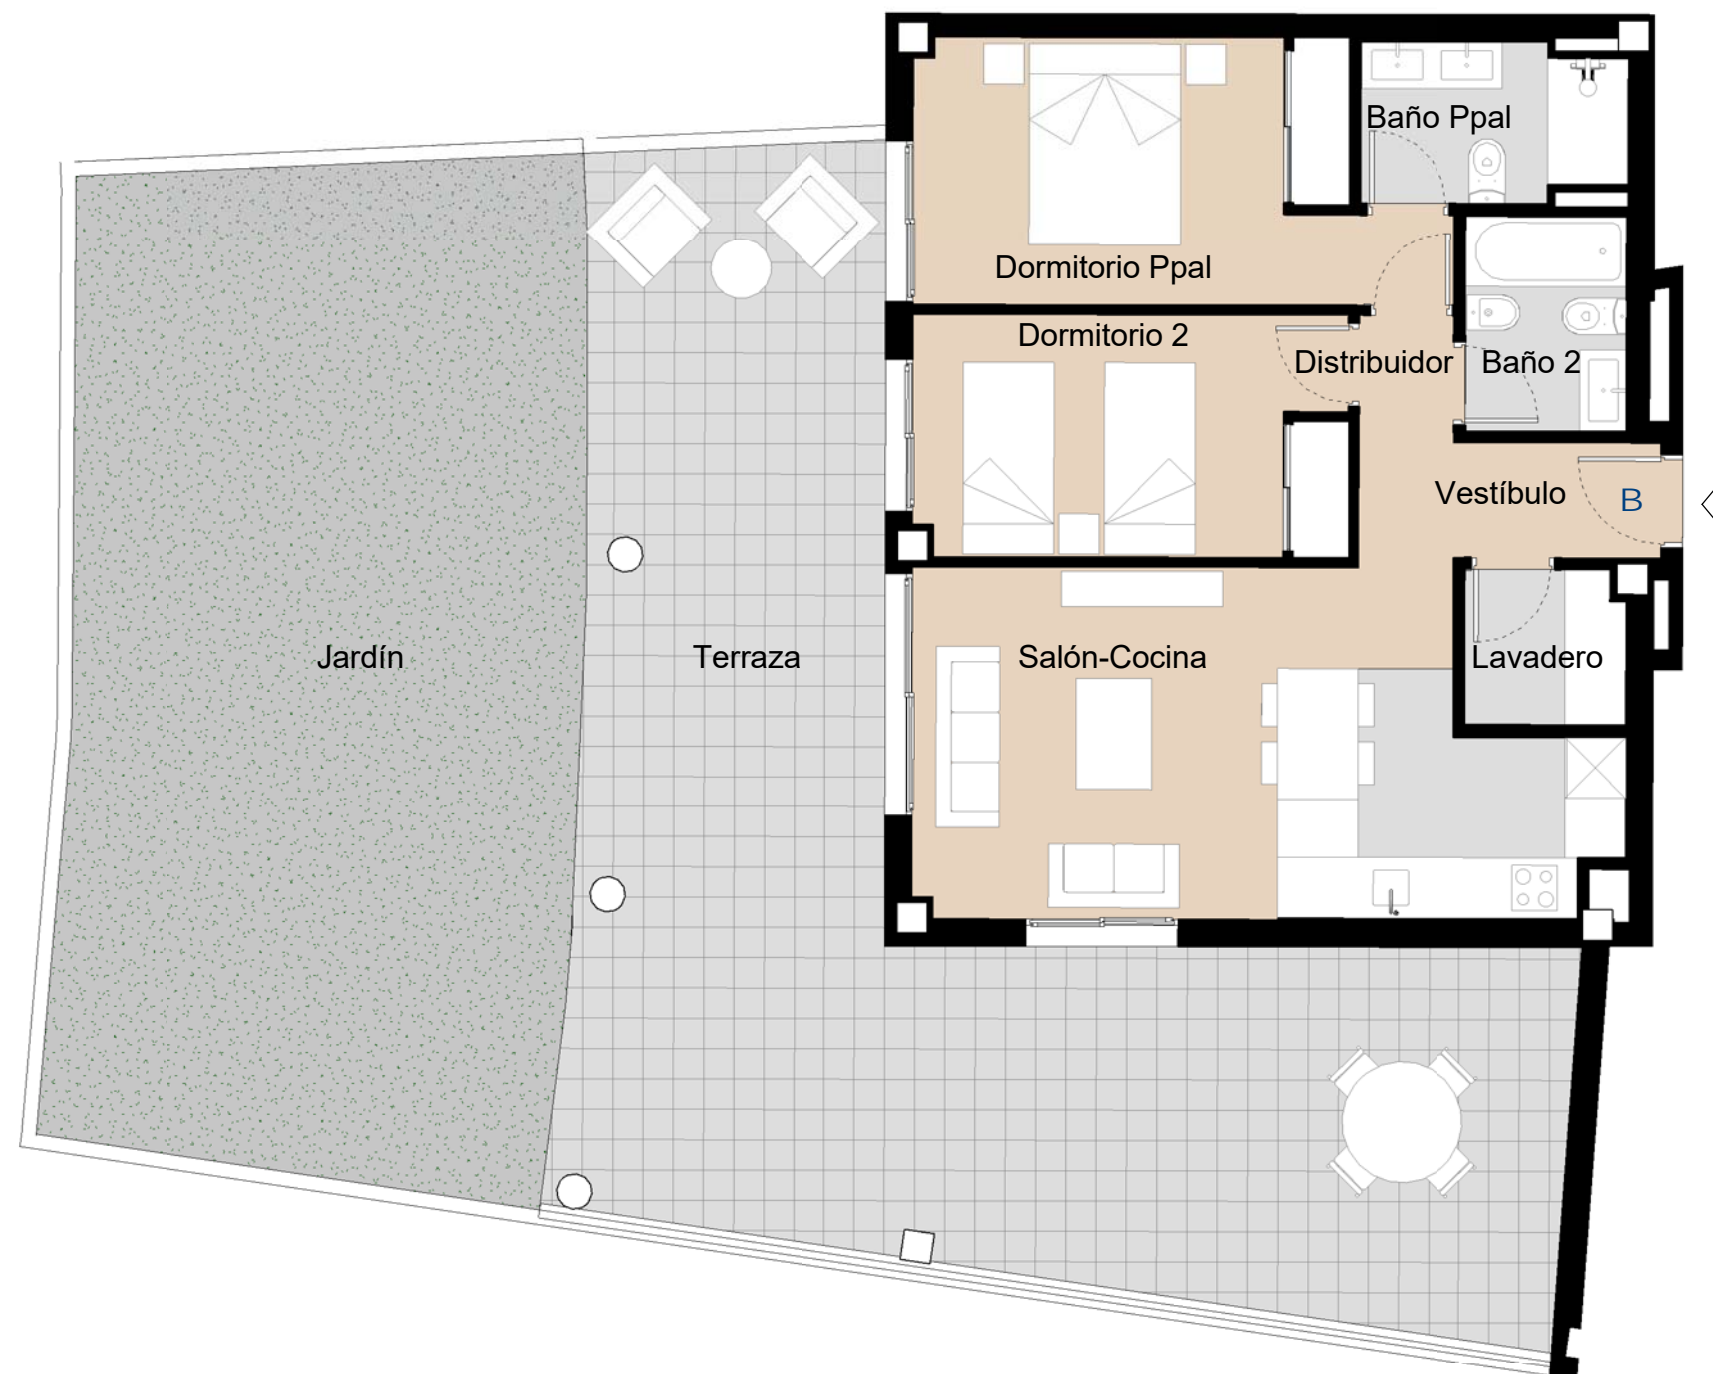 Baño Ppal
Dormitorio Ppal
Dormitorio 2
Distribuidor
Baño 2
Vestíbulo
B
Jardín
Terraza
Salón-Cocina
Lavadero